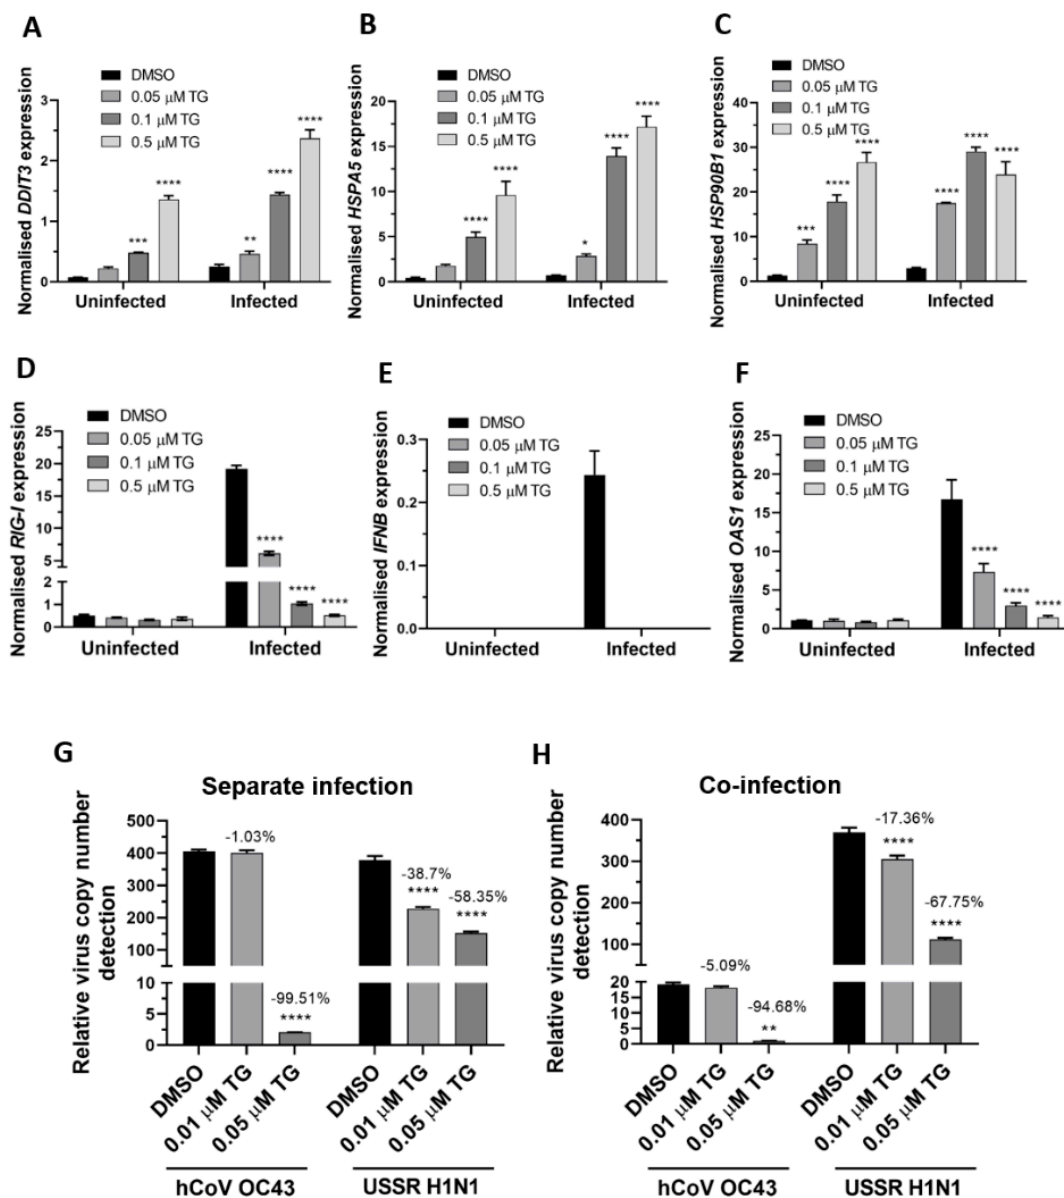 A
DMSO
0.05 μM TG
0.1 μM TG
0.5 μM TG
Normalised DDIT3 expression
3
2
1
0
***
****
**
****
****
Uninfected
Infected
B
DMSO
0.05 μM TG
0.1 μM TG
0.5 μM TG
Normalised HSPA5 expression
20
15
10
5
0
****
****
*
****
****
Uninfected
Infected
C
DMSO
0.05 μM TG
0.1 μM TG
0.5 μM TG
Normalised HSP90B1 expression
40
30
20
10
0
***
****
****
****
****
****
Uninfected
Infected
D
DMSO
0.05 μM TG
0.1 μM TG
0.5 μM TG
Normalised RIG-I expression
25
20
15
10
5
2
1
0
****
****
****
Uninfected
Infected
E
DMSO
0.05 μM TG
0.1 μM TG
0.5 μM TG
Normalised IFNB expression
0.3
0.2
0.1
0.0
Uninfected
Infected
F
DMSO
0.05 μM TG
0.1 μM TG
0.5 μM TG
Normalised OAS1 expression
25
20
15
10
5
0
****
****
****
Uninfected
Infected
G
Separate infection
Relative virus copy number
detection
500
400
300
200
100
10
8
6
4
2
0
-1.03%
-99.51%
****
-38.7%
****
-58.35%
****
DMSO
0.01 μM TG
0.05 μM TG
DMSO
0.01 μM TG
0.05 μM TG
hCoV OC43
USSR H1N1
H
Co-infection
Relative virus copy number
detection
400
300
200
100
20
15
10
5
0
-5.09%
-94.68%
**
-17.36%
****
-67.75%
****
DMSO
0.01 μM TG
0.05 μM TG
DMSO
0.01 μM TG
0.05 μM TG
hCoV OC43
USSR H1N1